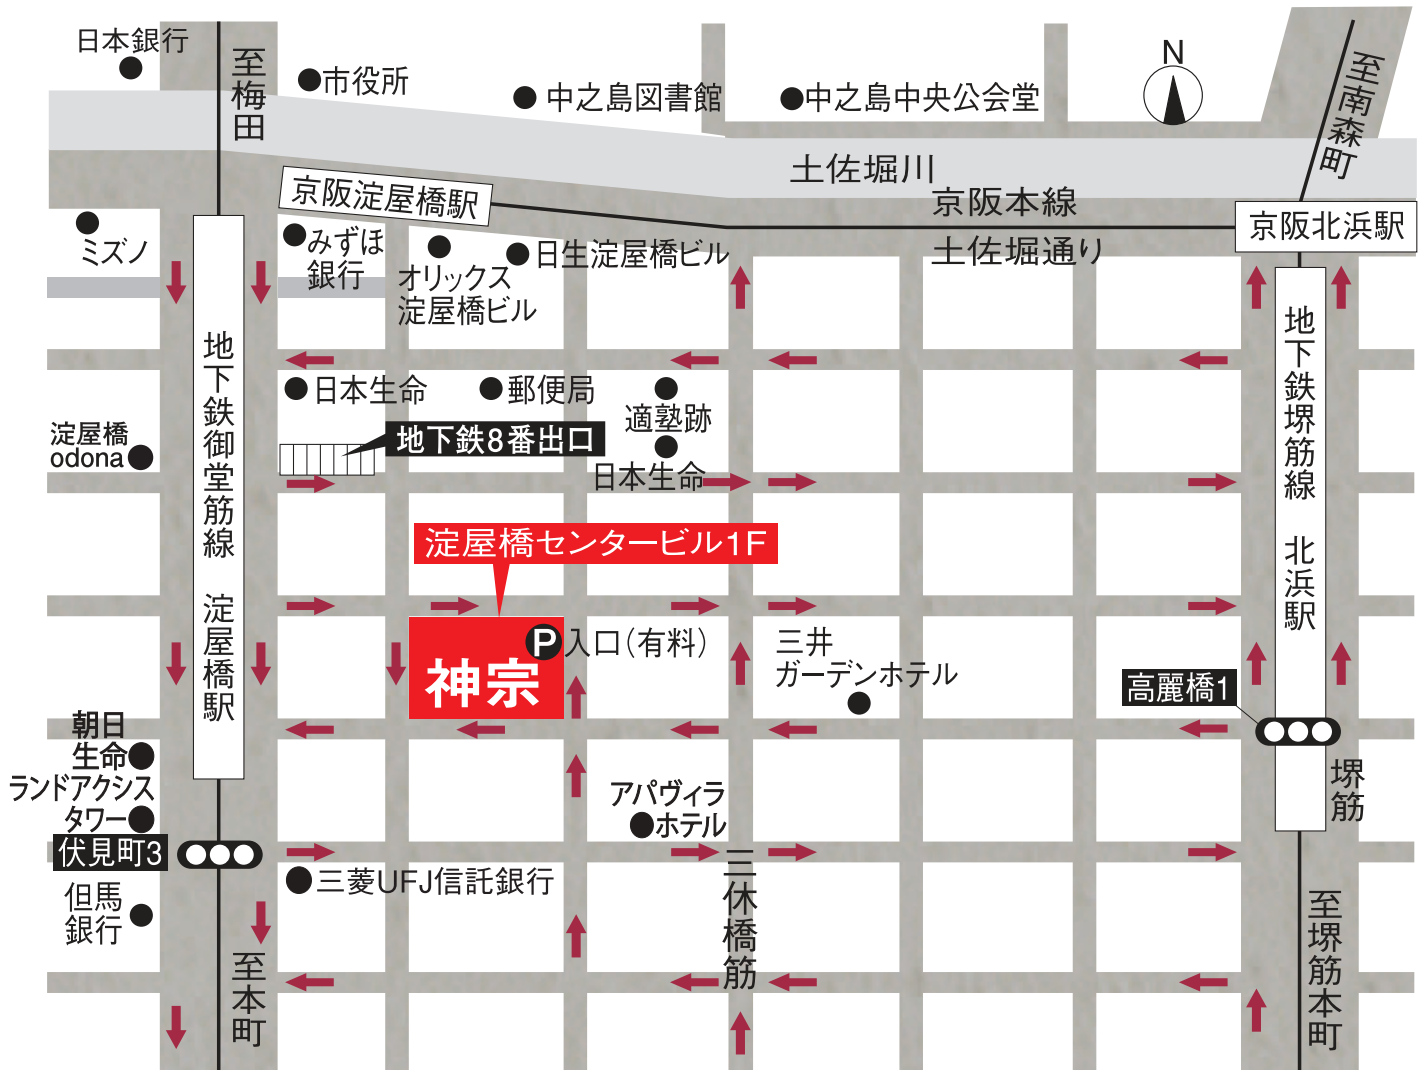 日本銀行
至梅田
市役所
中之島図書館
中之島中央公会堂
N
至南森町
土佐堀川
京阪淀屋橋駅
京阪本線
京阪北浜駅
土佐堀通り
ミズノ
みずほ
銀行
オリックス
淀屋橋ビル
日生淀屋橋ビル
地下鉄御堂筋線 淀屋橋駅
地下鉄堺筋線 北浜駅
日本生命
郵便局
適塾跡
淀屋橋
odona
地下鉄8番出口
日本生命
淀屋橋センタービル1F
神宗
P入口(有料)
三井
ガーデンホテル
高麗橋1
朝日
生命
ランドアクシス
タワー
アパヴィラ
ホテル
堺筋
伏見町3
三菱UFJ信託銀行
三休橋筋
但馬
銀行
至本町
至堺筋本町